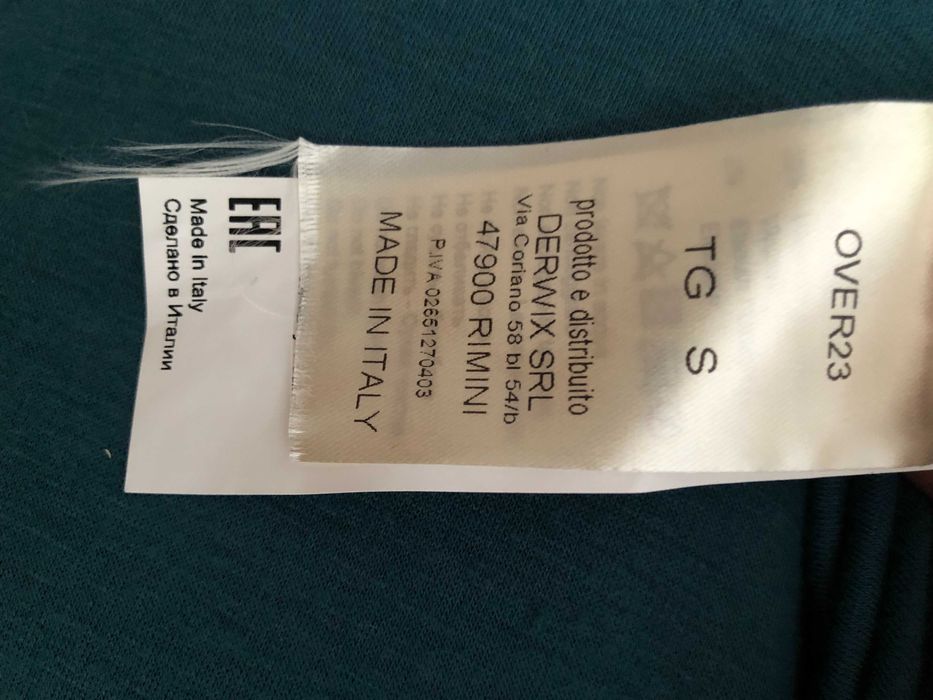 OVER23
TG S
prodotto e distribuito
DERWIX SRL
Via Coriano 58 bl 54/b
47900 RIMINI
P.IVA 02651270403
MADE IN ITALY
EAC
Made in Italy
Сделано в Италии